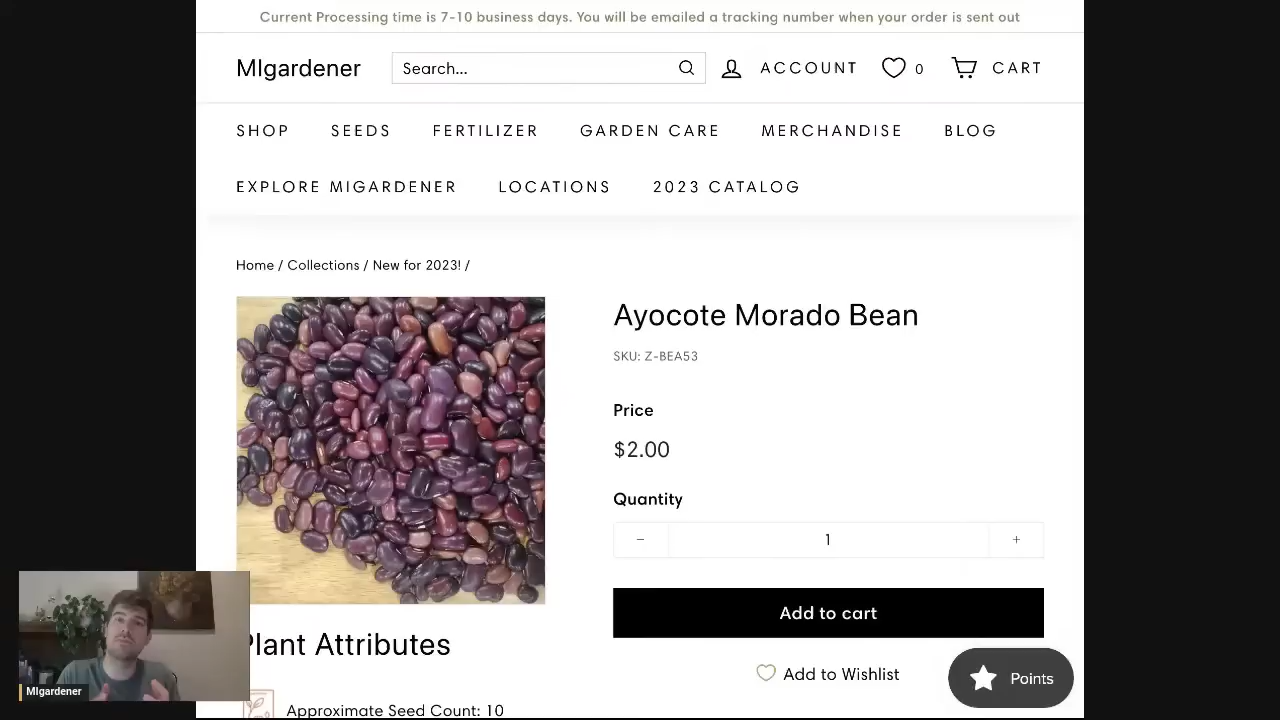 Current Processing time is 7-10 business days. You will be emailed a tracking number when your order is sent out
MIgardener
Search...
ACCOUNT
0
CART
SHOP
SEEDS
FERTILIZER
GARDEN CARE
MERCHANDISE
BLOG
EXPLORE MIGARDENER
LOCATIONS
2023 CATALOG
Home / Collections / New for 2023! /
Ayocote Morado Bean
SKU: Z-BEA53
Price
$2.00
Quantity
− 1 +
Add to cart
Add to Wishlist
Points
Plant Attributes
Approximate Seed Count: 10
MIgardener